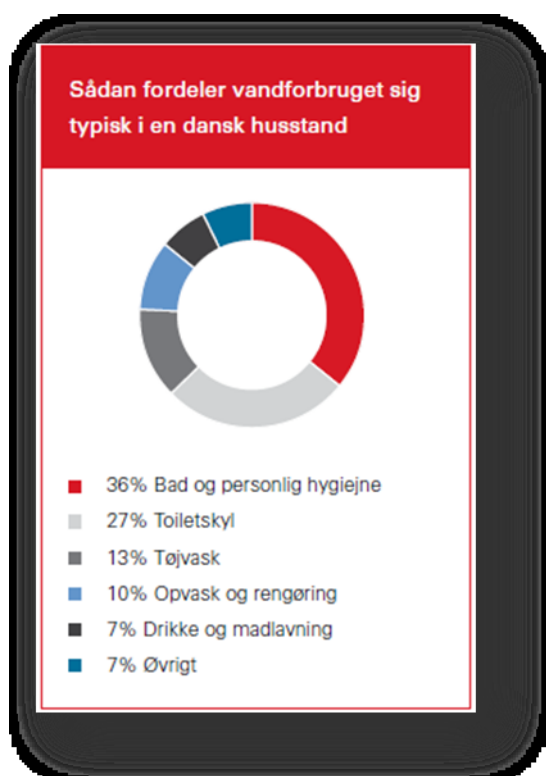 Sådan fordeler vandforbruget sig
typisk i en dansk husstand
36% Bad og personlig hygiejne
27% Toiletskyl
13% Tøjvask
10% Opvask og rengøring
7% Drikke og madlavning
7% Øvrigt